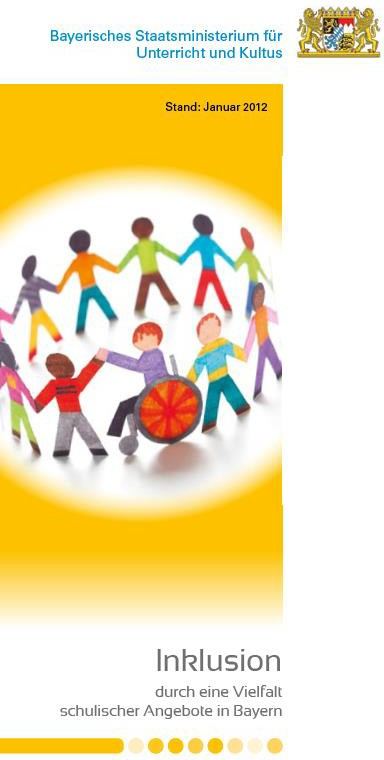 Bayerisches Staatsministerium für
Unterricht und Kultus
Stand: Januar 2012
Inklusion
durch eine Vielfalt
schulischer Angebote in Bayern